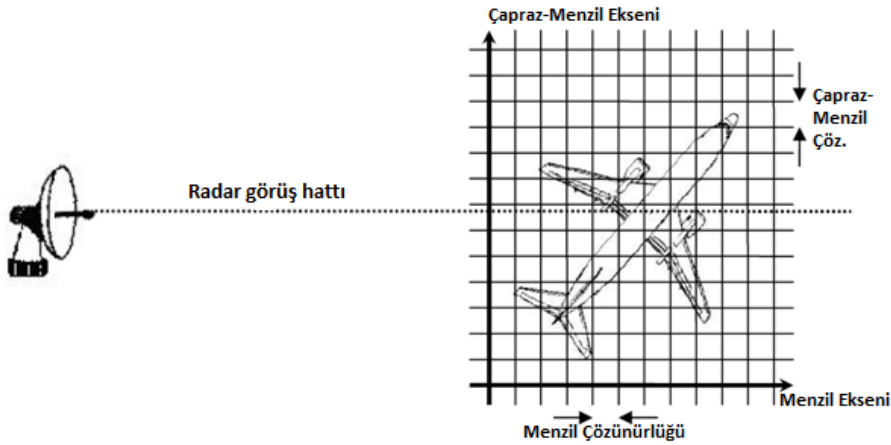 Çapraz-Menzil Ekseni
Çapraz-
Menzil
Çöz.
Radar görüş hattı
Menzil Ekseni
Menzil Çözünürlüğü